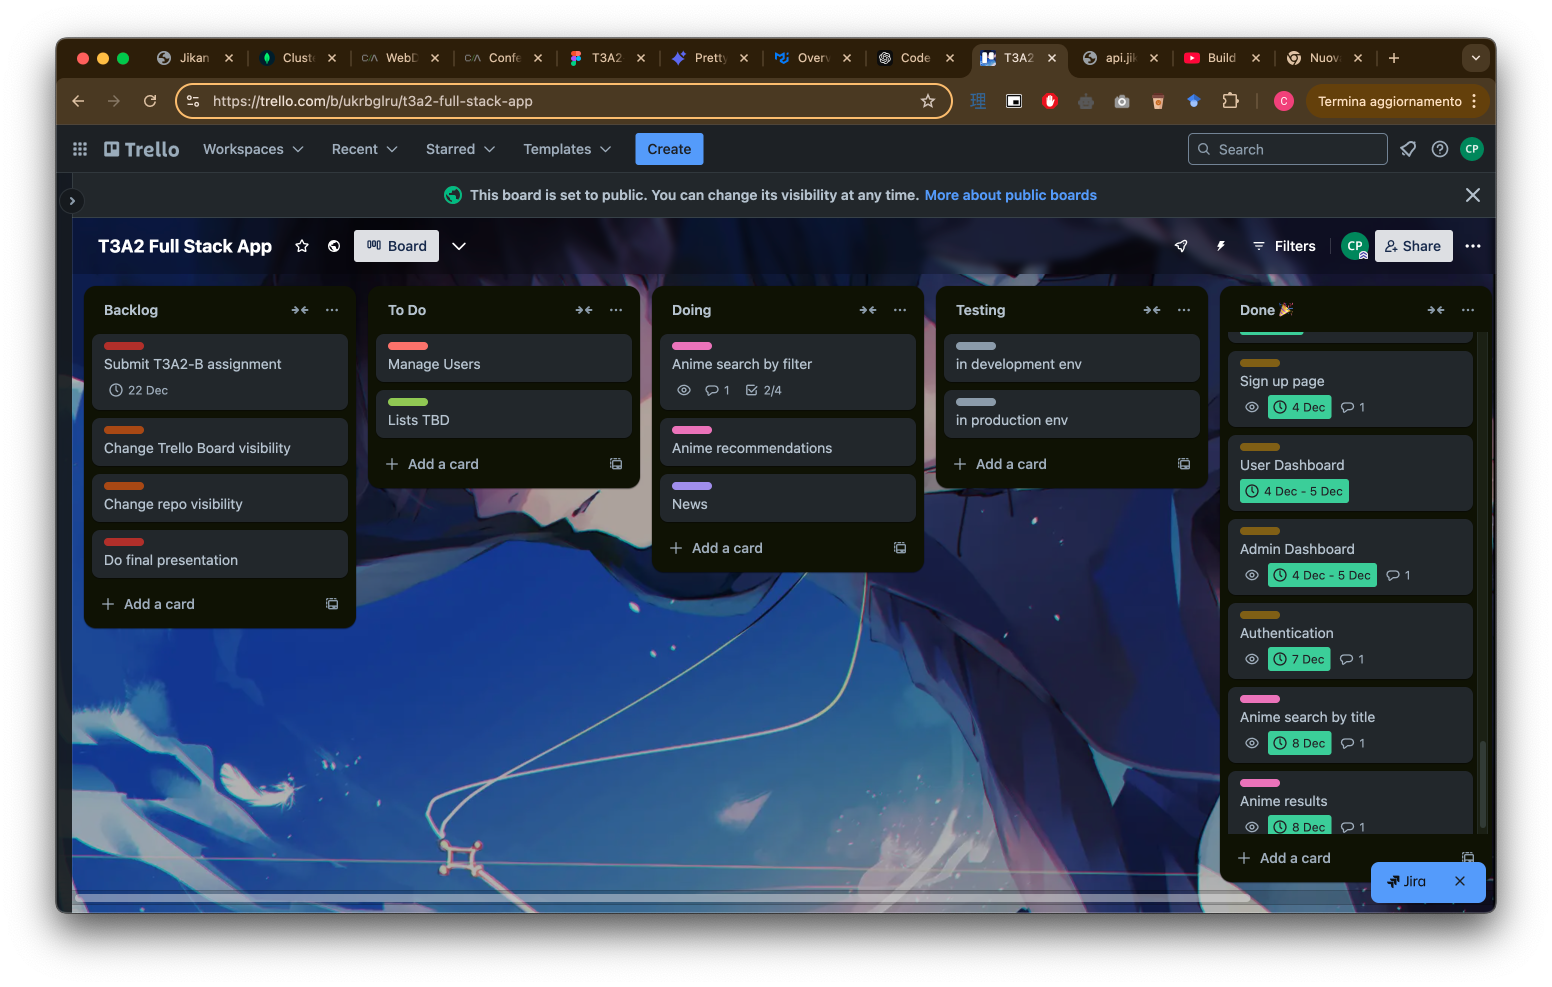 Jikan
Clust
WebD
Confe
T3A2
Pretty
Overv
Code
T3A2
api.jik
Build
Nuov
https://trello.com/b/ukrbglru/t3a2-full-stack-app
C
Termina aggiornamento
Trello
Workspaces
Recent
Starred
Templates
Create
Search
CP
This board is set to public. You can change its visibility at any time. More about public boards
T3A2 Full Stack App
Board
Filters
CP
Share
Backlog
Submit T3A2-B assignment
22 Dec
Change Trello Board visibility
Change repo visibility
Do final presentation
+ Add a card
To Do
Manage Users
Lists TBD
+ Add a card
Doing
Anime search by filter
1
2/4
Anime recommendations
News
+ Add a card
Testing
in development env
in production env
+ Add a card
Done 🎉
Sign up page
4 Dec
1
User Dashboard
4 Dec - 5 Dec
Admin Dashboard
4 Dec - 5 Dec
1
Authentication
7 Dec
1
Anime search by title
8 Dec
1
Anime results
8 Dec
1
+ Add a card
Jira